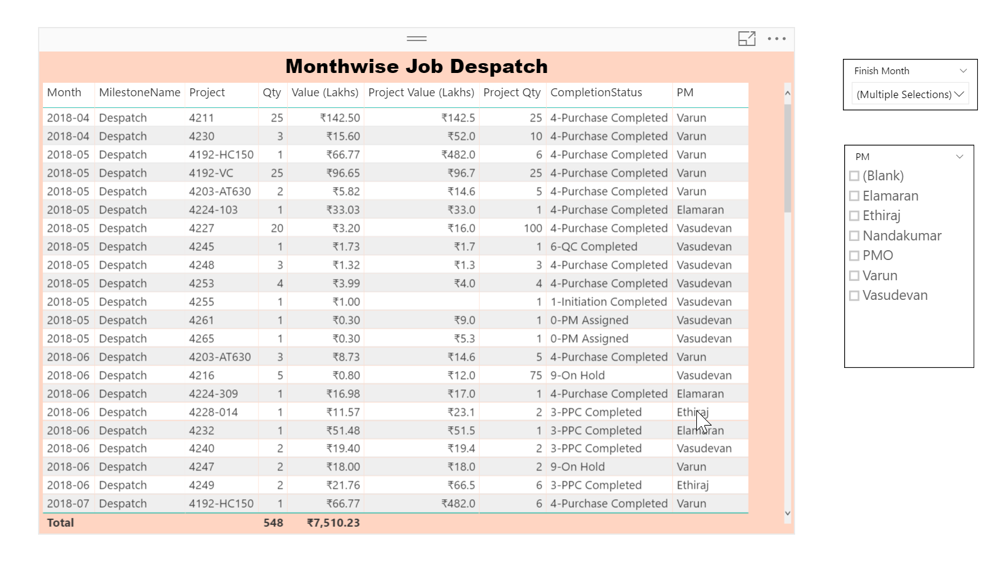 Monthwise Job Despatch
Month MilestoneName Project Qty Value (Lakhs) Project Value (Lakhs) Project Qty CompletionStatus PM
2018-04 Despatch 4211 25 ₹142.50 ₹142.5 25 4-Purchase Completed Varun
2018-04 Despatch 4230 3 ₹15.60 ₹52.0 10 4-Purchase Completed Varun
2018-05 Despatch 4192-HC150 1 ₹66.77 ₹482.0 6 4-Purchase Completed Varun
2018-05 Despatch 4192-VC 25 ₹96.65 ₹96.7 25 4-Purchase Completed Varun
2018-05 Despatch 4203-AT630 2 ₹5.82 ₹14.6 5 4-Purchase Completed Varun
2018-05 Despatch 4224-103 1 ₹33.03 ₹33.0 1 4-Purchase Completed Elamaran
2018-05 Despatch 4227 20 ₹3.20 ₹16.0 100 4-Purchase Completed Vasudevan
2018-05 Despatch 4245 1 ₹1.73 ₹1.7 1 6-QC Completed Vasudevan
2018-05 Despatch 4248 3 ₹1.32 ₹1.3 3 4-Purchase Completed Vasudevan
2018-05 Despatch 4253 4 ₹3.99 ₹4.0 4 4-Purchase Completed Vasudevan
2018-05 Despatch 4255 1 ₹1.00 1 1-Initiation Completed Vasudevan
2018-05 Despatch 4261 1 ₹0.30 ₹9.0 1 0-PM Assigned Vasudevan
2018-05 Despatch 4265 1 ₹0.30 ₹5.3 1 0-PM Assigned Vasudevan
2018-06 Despatch 4203-AT630 3 ₹8.73 ₹14.6 5 4-Purchase Completed Varun
2018-06 Despatch 4216 5 ₹0.80 ₹12.0 75 9-On Hold Vasudevan
2018-06 Despatch 4224-309 1 ₹16.98 ₹17.0 1 4-Purchase Completed Elamaran
2018-06 Despatch 4228-014 1 ₹11.57 ₹23.1 2 3-PPC Completed Ethiraj
2018-06 Despatch 4232 1 ₹51.48 ₹51.5 1 3-PPC Completed Elamaran
2018-06 Despatch 4240 2 ₹19.40 ₹19.4 2 3-PPC Completed Vasudevan
2018-06 Despatch 4247 2 ₹18.00 ₹18.0 2 9-On Hold Varun
2018-06 Despatch 4249 2 ₹21.76 ₹66.5 6 3-PPC Completed Ethiraj
2018-07 Despatch 4192-HC150 1 ₹66.77 ₹482.0 6 4-Purchase Completed Varun
Total 548 ₹7,510.23
Finish Month
(Multiple Selections)
PM
(Blank)
Elamaran
Ethiraj
Nandakumar
PMO
Varun
Vasudevan